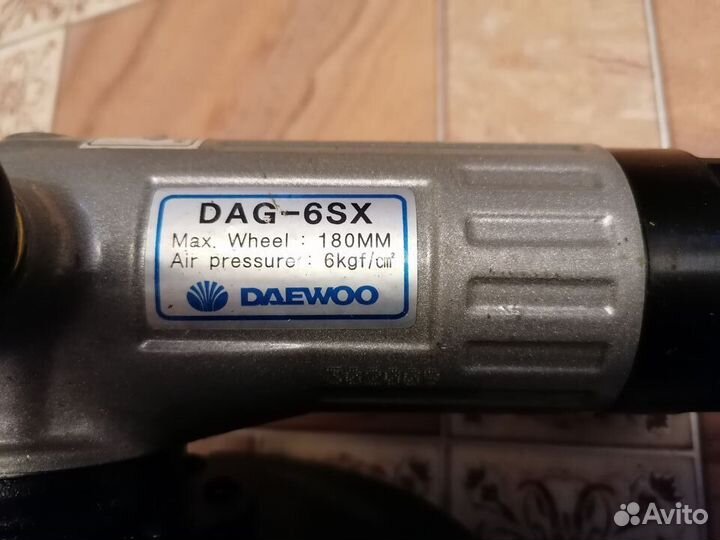 DAG-6SX
Max. Wheel : 180MM
Air pressure : 6kgf/㎠
DAEWOO
Avito